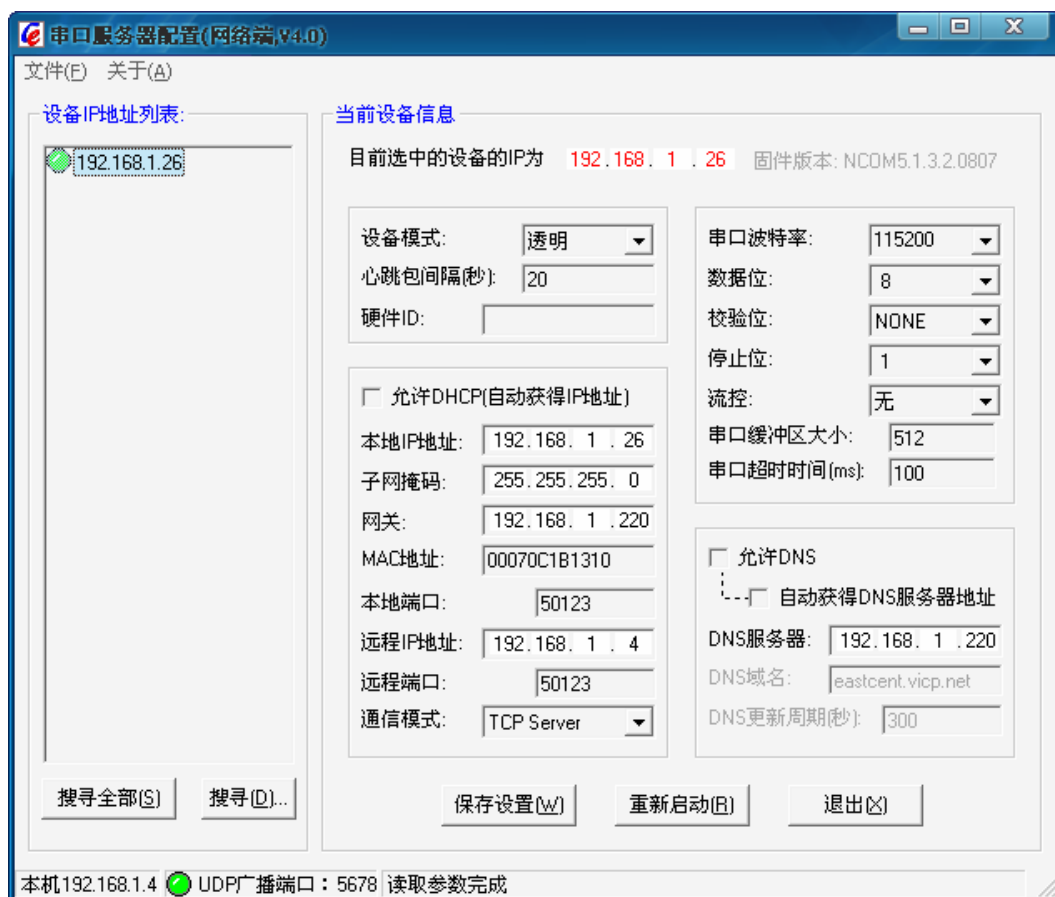 串口服务器配置(网络端,V4.0)
文件(F) 关于(A)
设备IP地址列表:
192.168.1.26
搜寻全部(S) 搜寻(D)...
当前设备信息
目前选中的设备的IP为 192.168. 1 . 26 固件版本: NCOM5.1.3.2.0807
设备模式: 透明
心跳包间隔(秒): 20
硬件ID:
允许DHCP(自动获得IP地址)
本地IP地址: 192.168. 1 . 26
子网掩码: 255.255.255. 0
网关: 192.168. 1 .220
MAC地址: 00070C1B1310
本地端口: 50123
远程IP地址: 192.168. 1 . 4
远程端口: 50123
通信模式: TCP Server
串口波特率: 115200
数据位: 8
校验位: NONE
停止位: 1
流控: 无
串口缓冲区大小: 512
串口超时时间(ms): 100
允许DNS
自动获得DNS服务器地址
DNS服务器: 192.168. 1 .220
DNS域名: eastcent.vicp.net
DNS更新周期(秒): 300
保存设置(W) 重新启动(R) 退出(X)
本机192.168.1.4 UDP广播端口：5678 读取参数完成